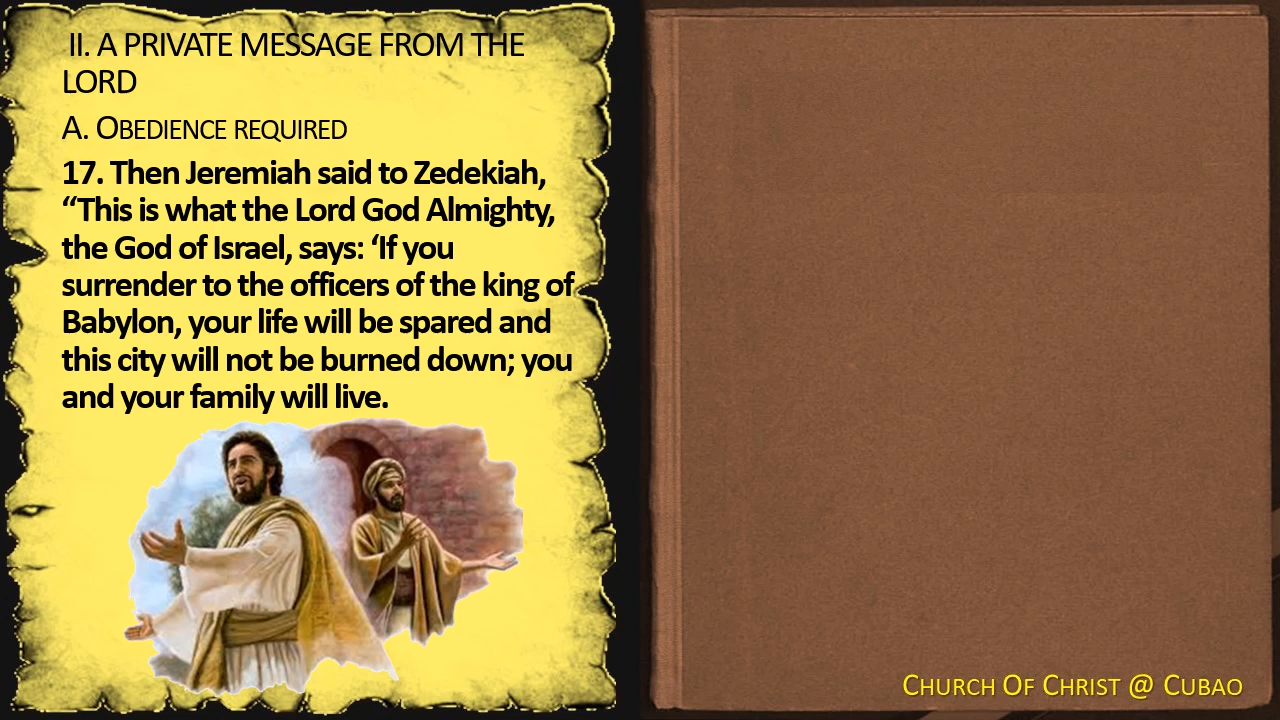 II. A PRIVATE MESSAGE FROM THE
LORD
A. OBEDIENCE REQUIRED
17. Then Jeremiah said to Zedekiah,
“This is what the Lord God Almighty,
the God of Israel, says: ‘If you
surrender to the officers of the king of
Babylon, your life will be spared and
this city will not be burned down; you
and your family will live.
CHURCH OF CHRIST @ CUBAO